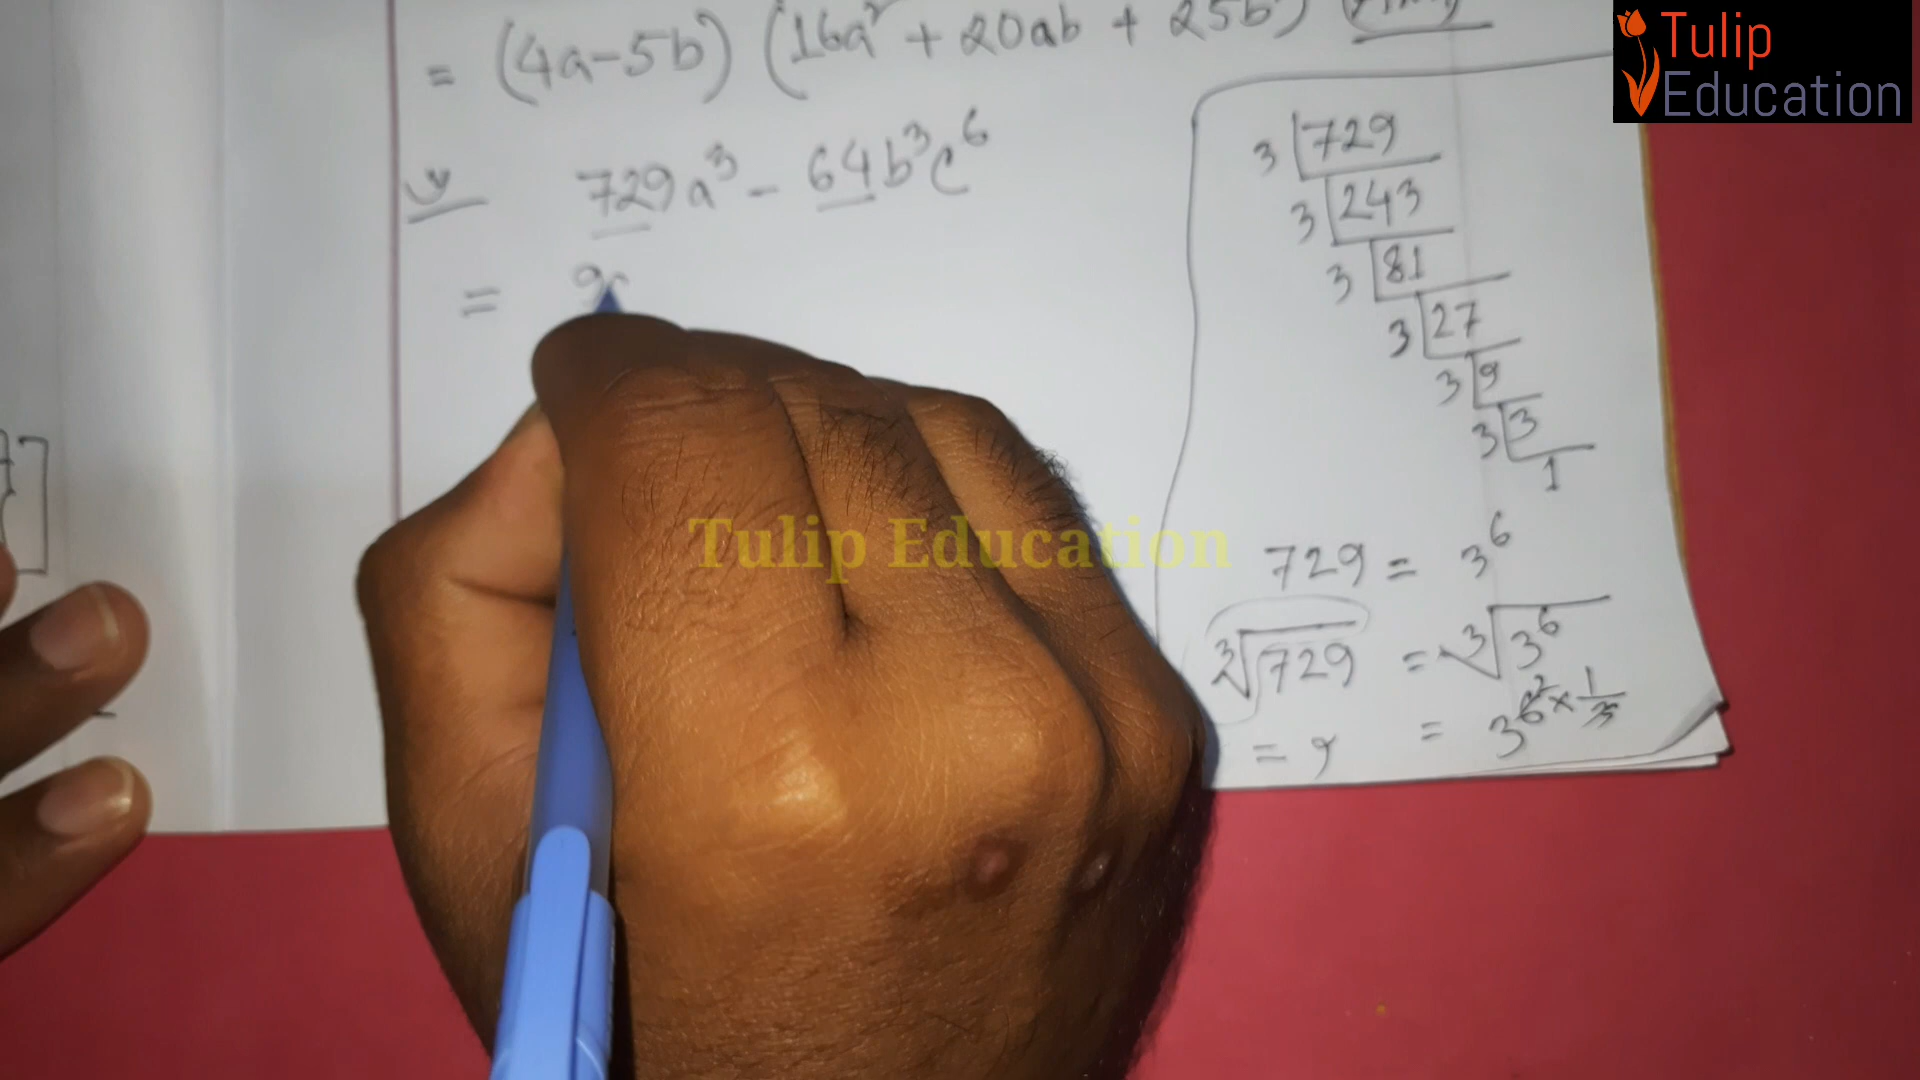 = (4a-5b) (16a² + 20ab + 25b²)
v 729a³ - 64b³c⁶
= 9
3 729
3 243
3 81
3 27
3 9
3 3
1
729 = 3⁶
∛729 = ∛3⁶
= 9 = 3^6 2 × 1/3
Tulip
Education
Tulip Education